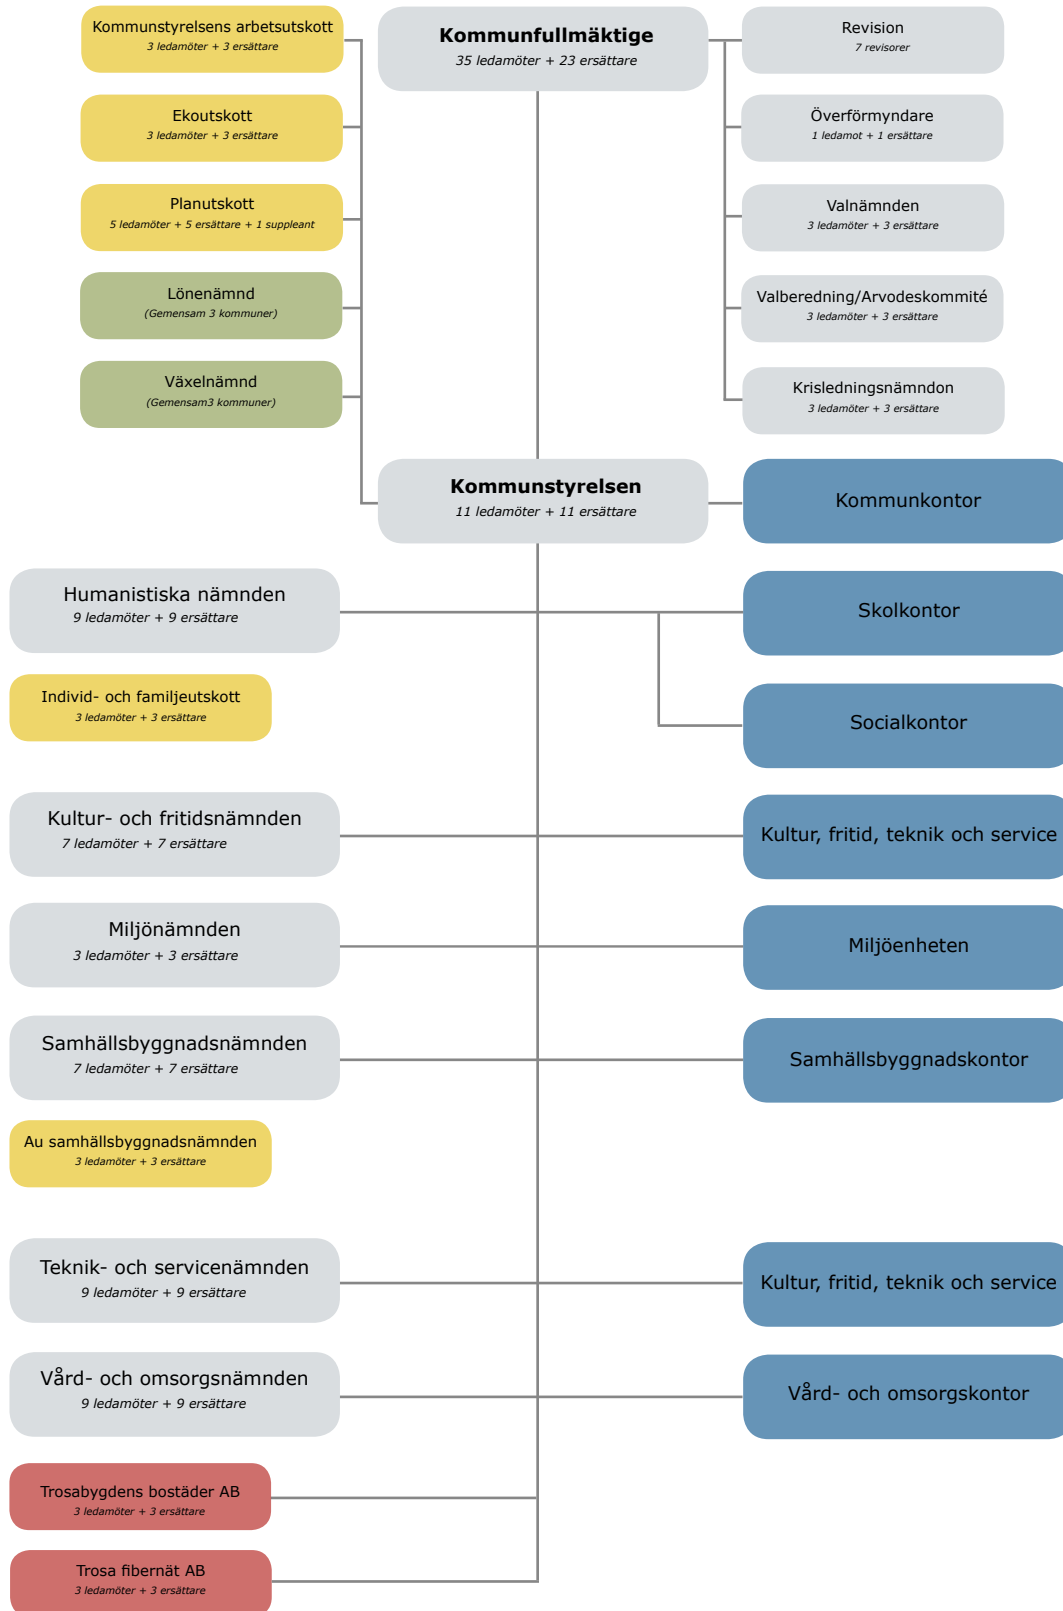 Kommunstyrelsens arbetsutskott
3 ledamöter + 3 ersättare
Kommunfullmäktige
35 ledamöter + 23 ersättare
Revision
7 revisorer
Ekoutskott
3 ledamöter + 3 ersättare
Överförmyndare
1 ledamot + 1 ersättare
Planutskott
5 ledamöter + 5 ersättare + 1 suppleant
Valnämnden
3 ledamöter + 3 ersättare
Lönenämnd
(Gemensam 3 kommuner)
Valberedning/Arvodeskommité
3 ledamöter + 3 ersättare
Växelnämnd
(Gemensam3 kommuner)
Krisledningsnämndon
3 ledamöter + 3 ersättare
Kommunstyrelsen
11 ledamöter + 11 ersättare
Kommunkontor
Humanistiska nämnden
9 ledamöter + 9 ersättare
Skolkontor
Individ- och familjeutskott
3 ledamöter + 3 ersättare
Socialkontor
Kultur- och fritidsnämnden
7 ledamöter + 7 ersättare
Kultur, fritid, teknik och service
Miljönämnden
3 ledamöter + 3 ersättare
Miljöenheten
Samhällsbyggnadsnämnden
7 ledamöter + 7 ersättare
Samhällsbyggnadskontor
Au samhällsbyggnadsnämnden
3 ledamöter + 3 ersättare
Teknik- och servicenämnden
9 ledamöter + 9 ersättare
Kultur, fritid, teknik och service
Vård- och omsorgsnämnden
9 ledamöter + 9 ersättare
Vård- och omsorgskontor
Trosabygdens bostäder AB
3 ledamöter + 3 ersättare
Trosa fibernät AB
3 ledamöter + 3 ersättare